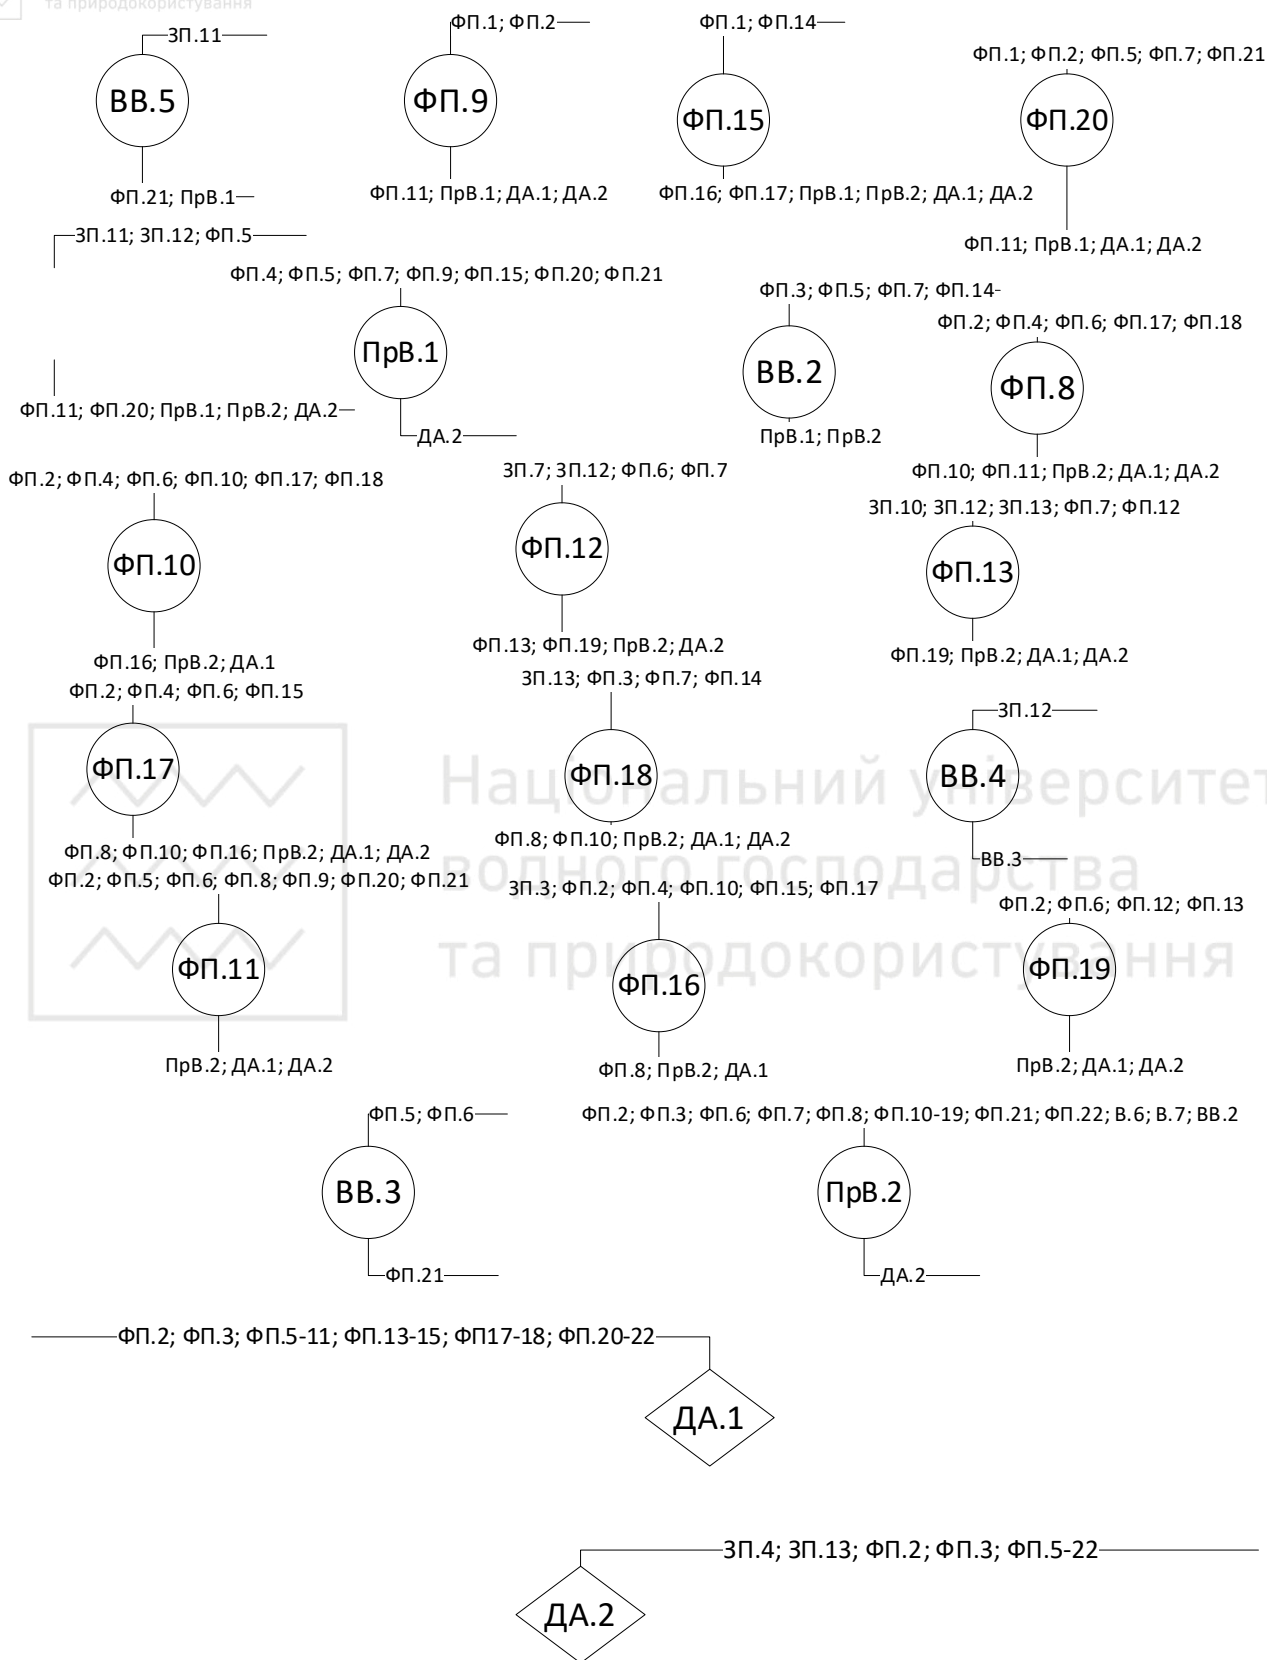 та природокористування
ЗП.11
ФП.1; ФП.2
ФП.1; ФП.14
ФП.1; ФП.2; ФП.5; ФП.7; ФП.21
ВВ.5
ФП.9
ФП.15
ФП.20
ФП.21; ПрВ.1
ФП.11; ПрВ.1; ДА.1; ДА.2
ФП.16; ФП.17; ПрВ.1; ПрВ.2; ДА.1; ДА.2
ФП.11; ПрВ.1; ДА.1; ДА.2
ЗП.11; ЗП.12; ФП.5
ФП.4; ФП.5; ФП.7; ФП.9; ФП.15; ФП.20; ФП.21
ФП.3; ФП.5; ФП.7; ФП.14
ФП.2; ФП.4; ФП.6; ФП.17; ФП.18
ПрВ.1
ВВ.2
ФП.8
ФП.11; ФП.20; ПрВ.1; ПрВ.2; ДА.2
ДА.2
ПрВ.1; ПрВ.2
ФП.10; ФП.11; ПрВ.2; ДА.1; ДА.2
ФП.2; ФП.4; ФП.6; ФП.10; ФП.17; ФП.18
ЗП.7; ЗП.12; ФП.6; ФП.7
ЗП.10; ЗП.12; ЗП.13; ФП.7; ФП.12
ФП.10
ФП.12
ФП.13
ФП.16; ПрВ.2; ДА.1
ФП.13; ФП.19; ПрВ.2; ДА.2
ФП.19; ПрВ.2; ДА.1; ДА.2
ФП.2; ФП.4; ФП.6; ФП.15
ЗП.13; ФП.3; ФП.7; ФП.14
ЗП.12
ФП.17
ФП.18
ВВ.4
Національний університет
ФП.8; ФП.10; ФП.16; ПрВ.2; ДА.1; ДА.2
ФП.8; ФП.10; ПрВ.2; ДА.1; ДА.2
ВВ.3
водного господарства
ФП.2; ФП.5; ФП.6; ФП.8; ФП.9; ФП.20; ФП.21
ЗП.3; ФП.2; ФП.4; ФП.10; ФП.15; ФП.17
ФП.2; ФП.6; ФП.12; ФП.13
та природокористування
ФП.11
ФП.16
ФП.19
ПрВ.2; ДА.1; ДА.2
ФП.8; ПрВ.2; ДА.1
ПрВ.2; ДА.1; ДА.2
ФП.5; ФП.6
ФП.2; ФП.3; ФП.6; ФП.7; ФП.8; ФП.10-19; ФП.21; ФП.22; В.6; В.7; ВВ.2
ВВ.3
ПрВ.2
ФП.21
ДА.2
ФП.2; ФП.3; ФП.5-11; ФП.13-15; ФП17-18; ФП.20-22
ДА.1
ЗП.4; ЗП.13; ФП.2; ФП.3; ФП.5-22
ДА.2